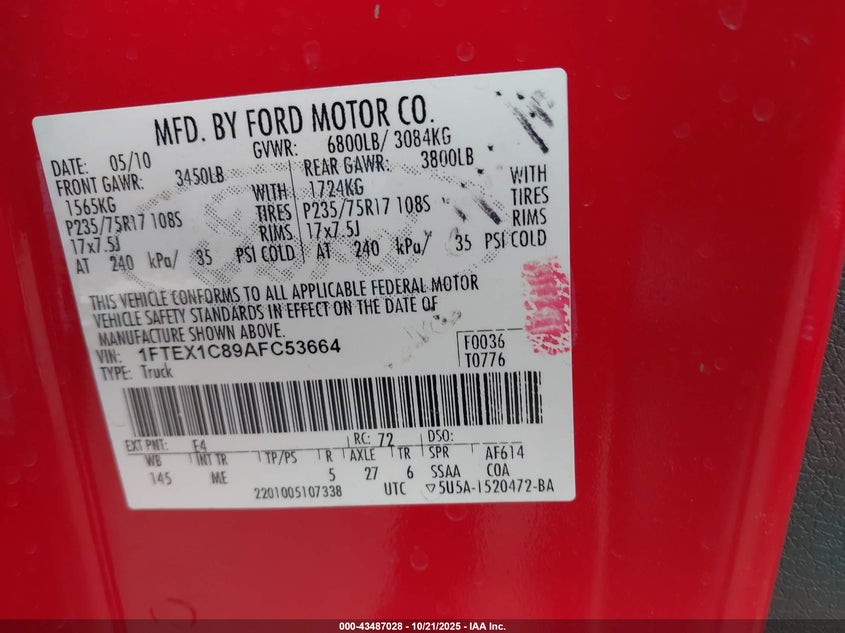 MFD. BY FORD MOTOR CO.
DATE: 05/10 GVWR: 6800LB/ 3084KG
FRONT GAWR: 3450LB REAR GAWR: 3800LB
1565KG WITH 1724KG WITH
P235/75R17 108S TIRES P235/75R17 108S TIRES
17x7.5J RIMS 17x7.5J RIMS
AT 240 kPa/ 35 PSI COLD AT 240 kPa/ 35 PSI COLD
THIS VEHICLE CONFORMS TO ALL APPLICABLE FEDERAL MOTOR
VEHICLE SAFETY STANDARDS IN EFFECT ON THE DATE OF
MANUFACTURE SHOWN ABOVE.
VIN: 1FTEX1C89AFC53664 F0036
TYPE: Truck T0776
EXT PNT: F4 RC: 72 DSO:
WB INT TR TP/PS R AXLE TR SPR AF614
145 ME 5 27 6 SSAA COA
2201005107338 UTC ▽5U5A-1520472-BA
000-43487028 - 10/21/2025 - IAA Inc.